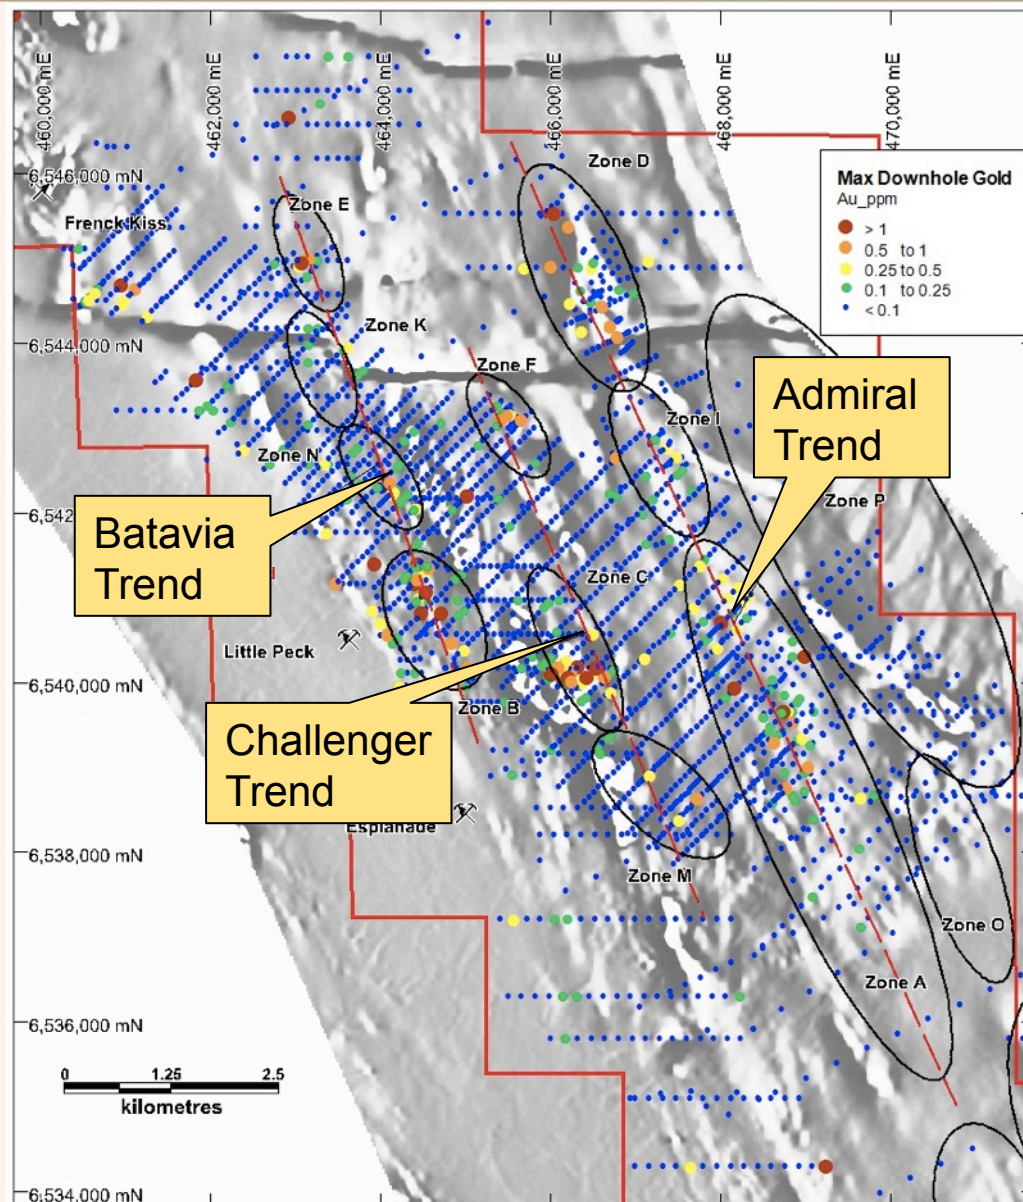 460,000 mE
462,000 mE
464,000 mE
466,000 mE
468,000 mE
470,000 mE
Zone D
6,546,000 mN
Max Downhole Gold
Au_ppm
> 1
0.5 to 1
0.25 to 0.5
0.1 to 0.25
< 0.1
Zone E
Frenck Kiss
Zone K
6,544,000 mN
Zone F
Admiral
Trend
Zone I
Zone N
Zone P
6,542
Batavia
Trend
Zone C
Little Peck
6,540,000 mN
Zone B
Challenger
Trend
Esplanade
6,538,000 mN
Zone M
Zone O
Zone A
6,536,000 mN
0 1.25 2.5
kilometres
6,534,000 mN